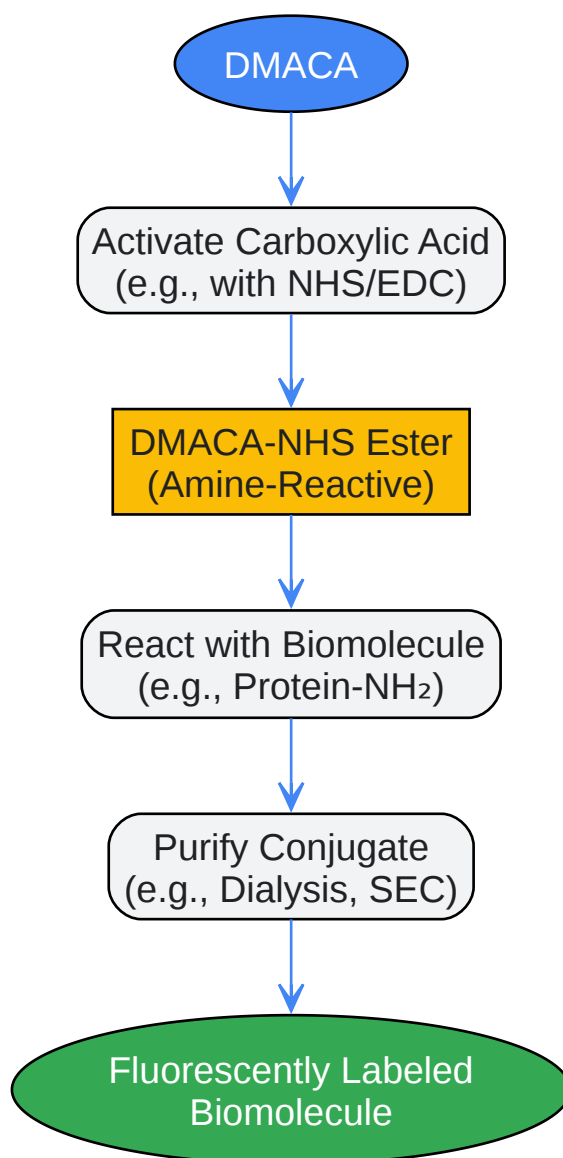 DMACA
Activate Carboxylic Acid
(e.g., with NHS/EDC)
DMACA-NHS Ester
(Amine-Reactive)
React with Biomolecule
(e.g., Protein-NH₂)
Purify Conjugate
(e.g., Dialysis, SEC)
Fluorescently Labeled
Biomolecule